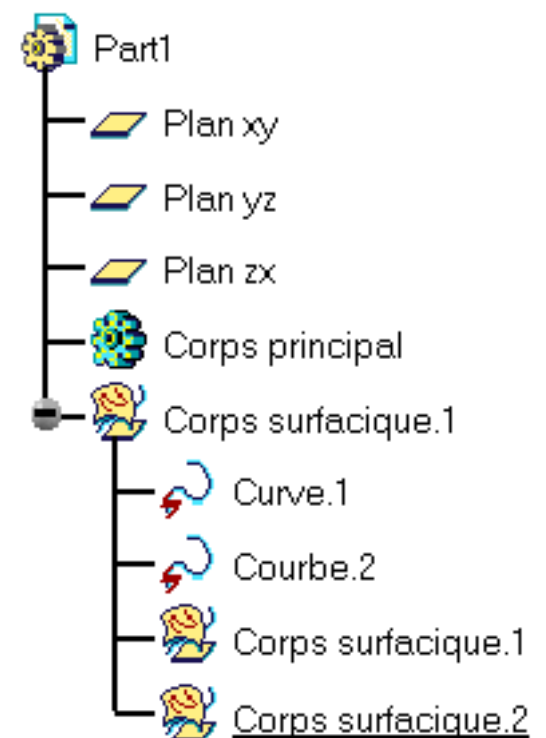 Part1
Plan xy
Plan yz
Plan zx
Corps principal
Corps surfacique.1
Curve.1
Courbe.2
Corps surfacique.1
Corps surfacique.2